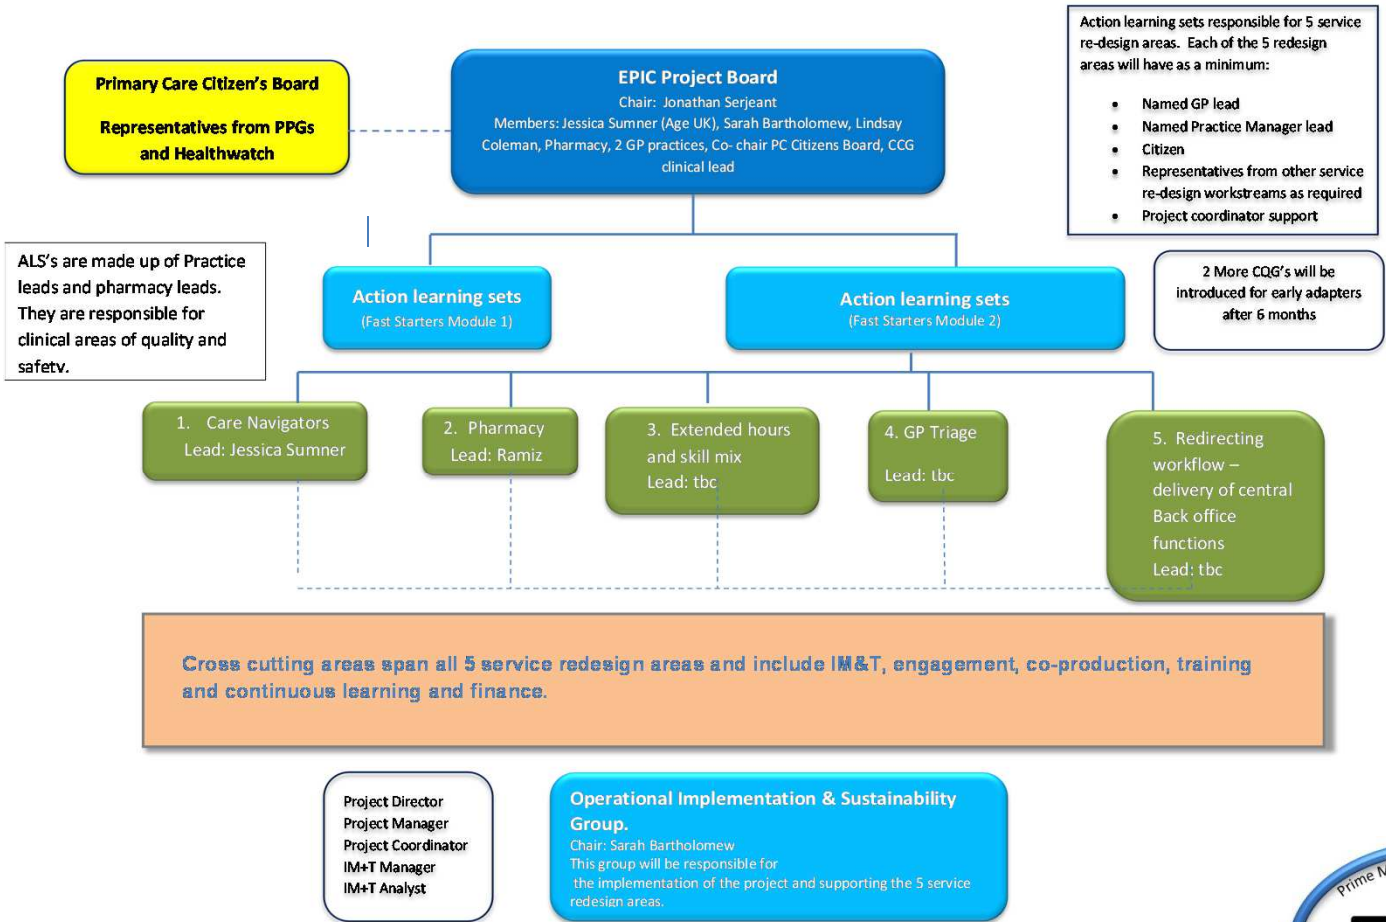 Primary Care Citizen's Board
Representatives from PPGs
and Healthwatch
EPIC Project Board
Chair: Jonathan Serjeant
Members: Jessica Sumner (Age UK), Sarah Bartholomew, Lindsay
Coleman, Pharmacy, 2 GP practices, Co- chair PC Citizens Board, CCG
clinical lead
Action learning sets responsible for 5 service
re-design areas. Each of the 5 redesign
areas will have as a minimum:
• Named GP lead
• Named Practice Manager lead
• Citizen
• Representatives from other service
re-design workstreams as required
• Project coordinator support
ALS's are made up of Practice
leads and pharmacy leads.
They are responsible for
clinical areas of quality and
safety.
Action learning sets
(Fast Starters Module 1)
Action learning sets
(Fast Starters Module 2)
2 More CQG's will be
introduced for early adapters
after 6 months
1. Care Navigators
Lead: Jessica Sumner
2. Pharmacy
Lead: Ramiz
3. Extended hours
and skill mix
Lead: tbc
4. GP Triage
Lead: tbc
5. Redirecting
workflow –
delivery of central
Back office
functions
Lead: tbc
Cross cutting areas span all 5 service redesign areas and include IM&T, engagement, co-production, training
and continuous learning and finance.
Project Director
Project Manager
Project Coordinator
IM+T Manager
IM+T Analyst
Operational Implementation & Sustainability
Group.
Chair: Sarah Bartholomew
This group will be responsible for
the implementation of the project and supporting the 5 service
redesign areas.
Prime M